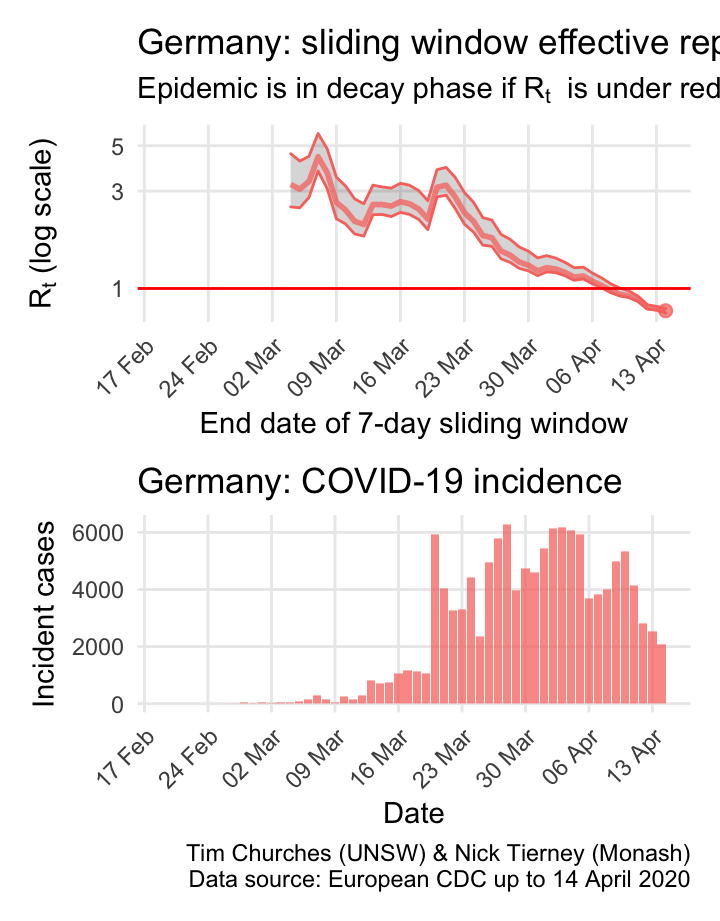 Germany: sliding window effective rep
Epidemic is in decay phase if Rt is under red
Rt (log scale)
5
3
1
17 Feb
24 Feb
02 Mar
09 Mar
16 Mar
23 Mar
30 Mar
06 Apr
13 Apr
End date of 7-day sliding window
Germany: COVID-19 incidence
Incident cases
6000
4000
2000
0
17 Feb
24 Feb
02 Mar
09 Mar
16 Mar
23 Mar
30 Mar
06 Apr
13 Apr
Date
Tim Churches (UNSW) & Nick Tierney (Monash)
Data source: European CDC up to 14 April 2020